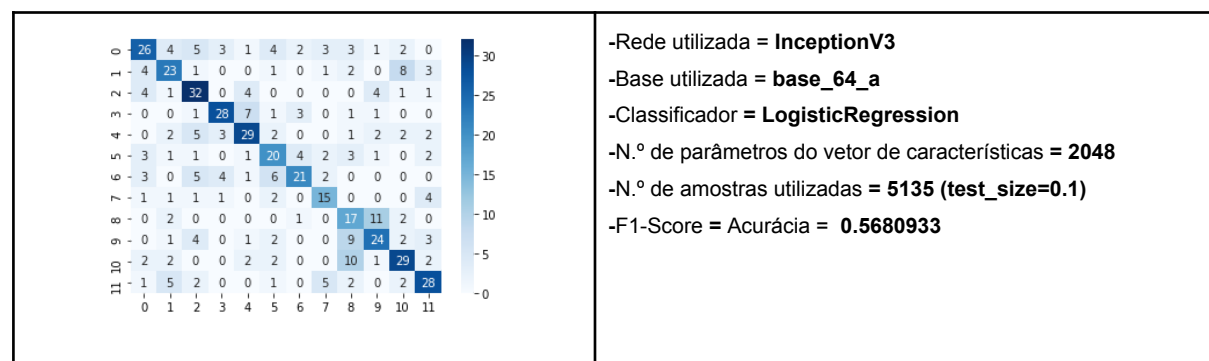 0 26 4 5 3 1 4 2 3 3 1 2 0
1 4 23 1 0 0 1 0 1 2 0 8 3
2 4 1 32 0 4 0 0 0 0 4 1 1
3 0 0 1 28 7 1 3 0 1 1 0 0
4 0 2 5 3 29 2 0 0 1 2 2 2
5 3 1 1 0 1 20 4 2 3 1 0 2
6 3 0 5 4 1 6 21 2 0 0 0 0
7 1 1 1 1 0 2 0 15 0 0 0 4
8 0 2 0 0 0 0 1 0 17 11 2 0
9 0 1 4 0 1 2 0 0 9 24 2 3
10 2 2 0 0 2 2 0 0 10 1 29 2
11 1 5 2 0 0 1 0 5 2 0 2 28
0 1 2 3 4 5 6 7 8 9 10 11
30
25
20
15
10
5
0
-Rede utilizada = InceptionV3
-Base utilizada = base_64_a
-Classificador = LogisticRegression
-N.º de parâmetros do vetor de características = 2048
-N.º de amostras utilizadas = 5135 (test_size=0.1)
-F1-Score = Acurácia = 0.5680933